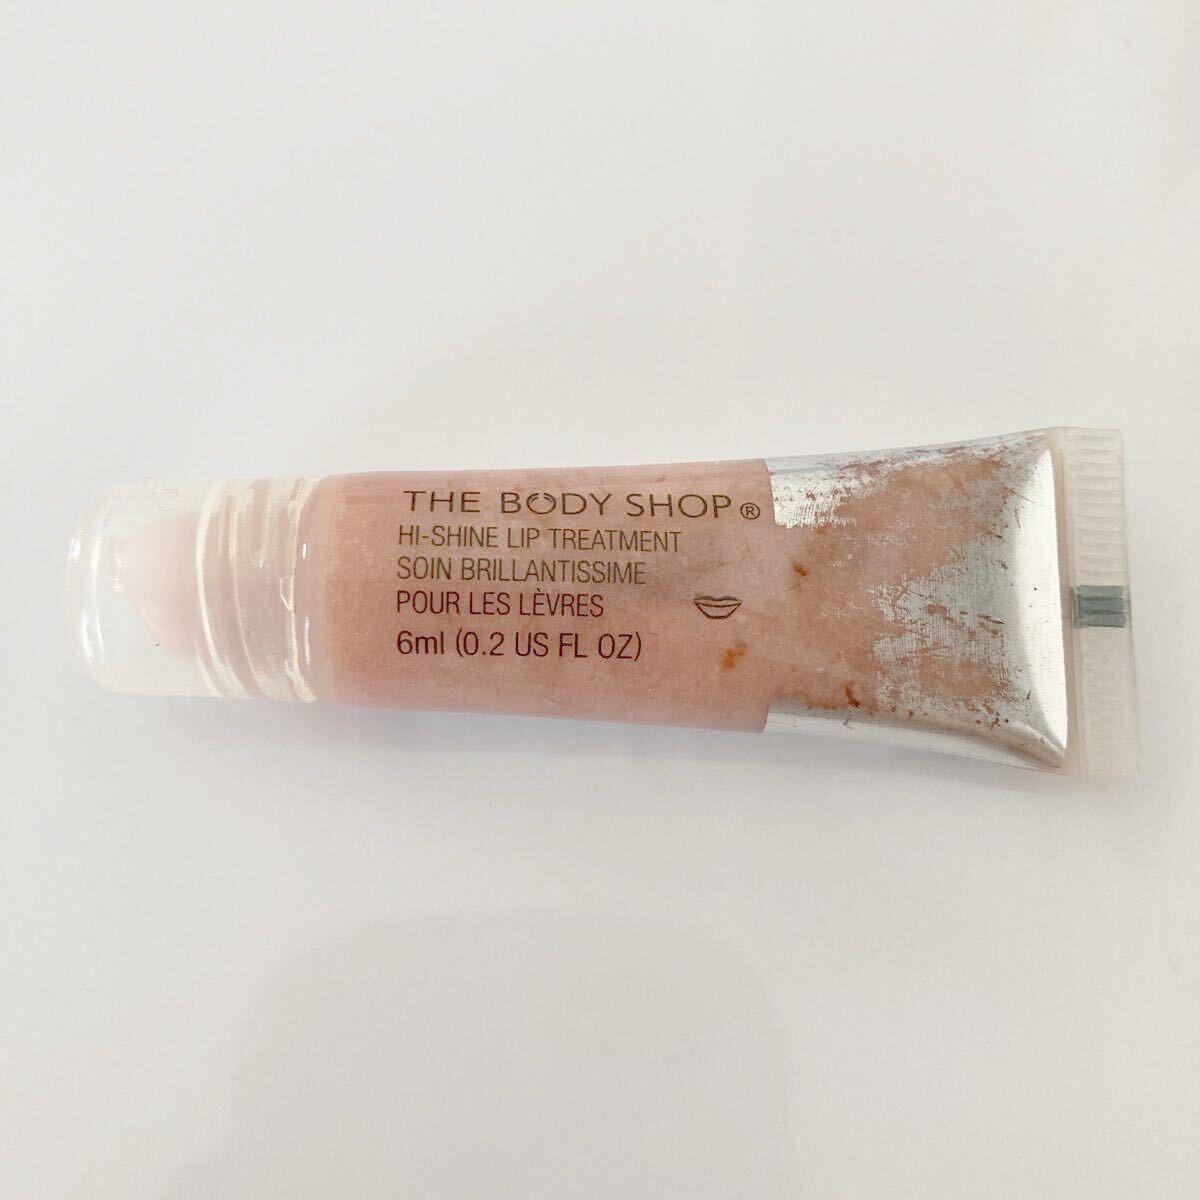 THE BODY SHOP®
HI-SHINE LIP TREATMENT
SOIN BRILLANTISSIME
POUR LES LÈVRES
6ml (0.2 US FL OZ)